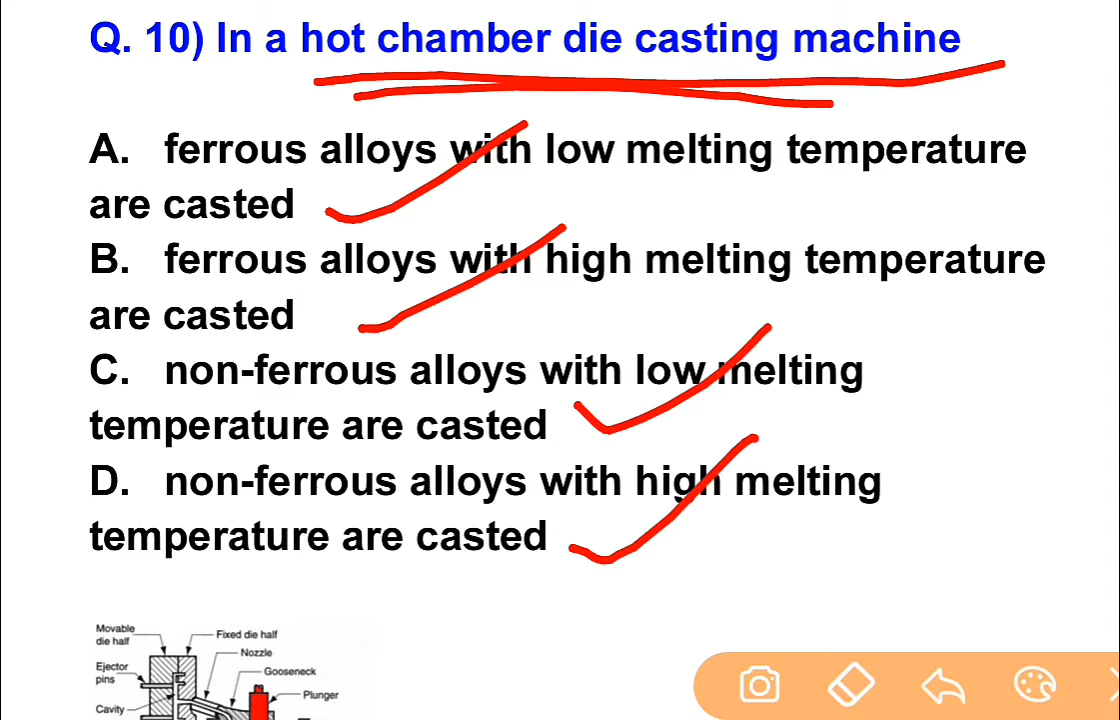 Q. 10) In a hot chamber die casting machine
A. ferrous alloys with low melting temperature
are casted
B. ferrous alloys with high melting temperature
are casted
C. non-ferrous alloys with low melting
temperature are casted
D. non-ferrous alloys with high melting
temperature are casted
Movable
die half
Fixed die half
Nozzle
Ejector
pins
Gooseneck
Plunger
Cavity